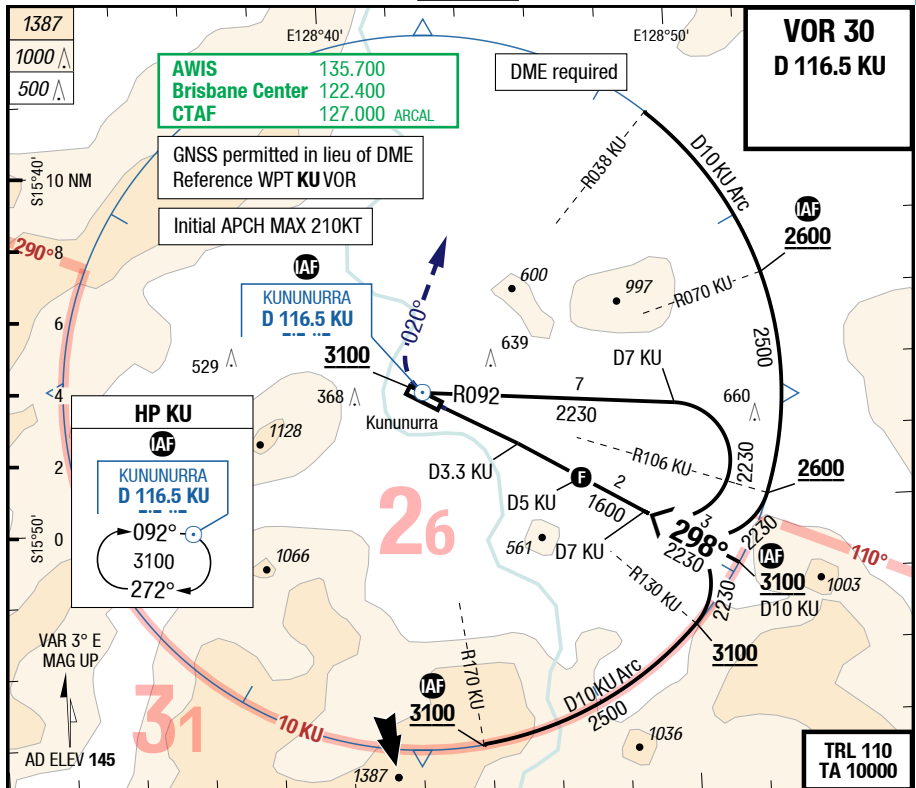 1387
1000
500
E128°40'
E128°50'
VOR 30
D 116.5 KU
AWIS 135.700
Brisbane Center 122.400
CTAF 127.000 ARCAL
DME required
GNSS permitted in lieu of DME
Reference WPT KU VOR
Initial APCH MAX 210KT
S15°40'
10 NM
8
6
4
2
0
S15°50'
290°
R038 KU
D10 KU Arc
IAF
2600
R070 KU
2500
IAF
KUNUNURRA
D 116.5 KU
3100
020°
600
997
639
529
368
660
D7 KU
R092
7
2230
Kununurra
HP KU
IAF
KUNUNURRA
D 116.5 KU
092°
3100
272°
1128
D3.3 KU
F
D5 KU
2
1600
R106 KU
2230
2600
26
D7 KU
3
298°
2230
2230
110°
IAF
3100
D10 KU
1003
561
1066
R130 KU
2230
3100
VAR 3° E
MAG UP
AD ELEV 145
31
10 KU
R170 KU
IAF
3100
D10 KU Arc
2500
1387
1036
TRL 110
TA 10000